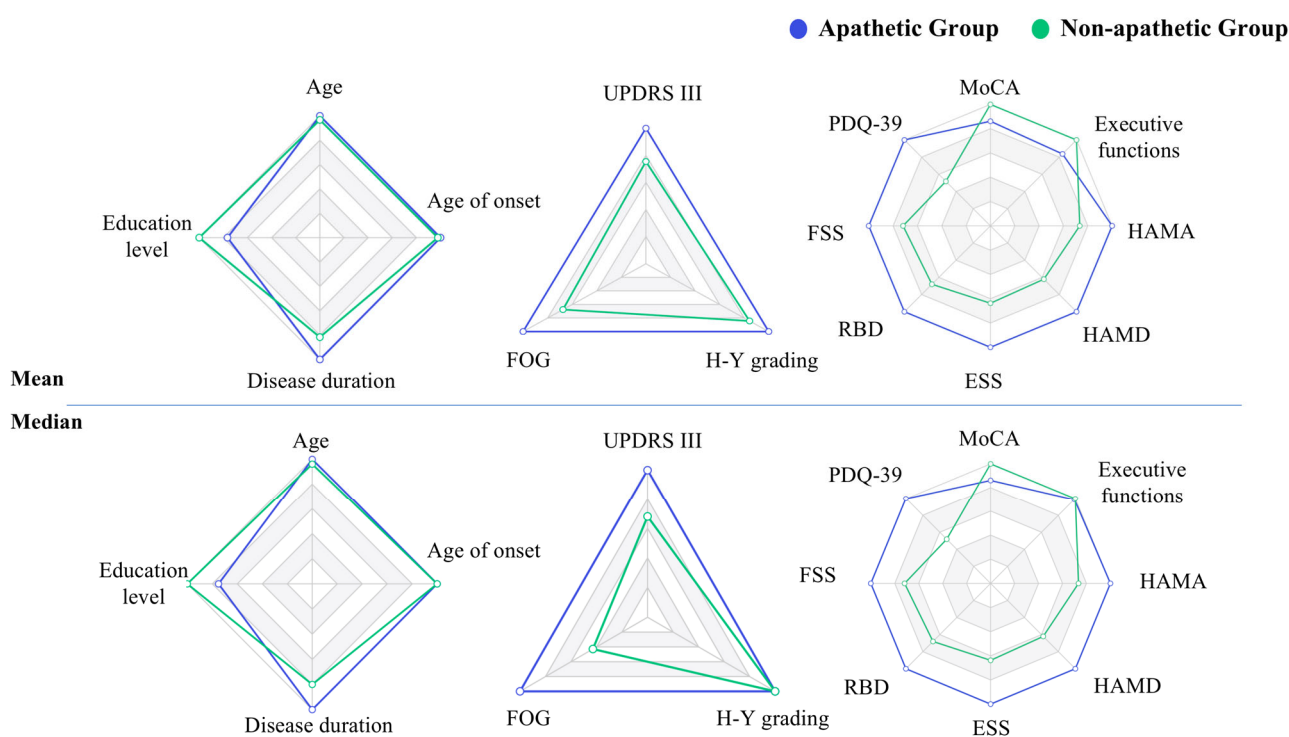 Apathetic Group
Non-apathetic Group
Age
Age of onset
Education
level
Disease duration
UPDRS III
FOG
H-Y grading
MoCA
PDQ-39
Executive
functions
FSS
HAMA
RBD
HAMD
ESS
Mean
Median
Age
Age of onset
Education
level
Disease duration
UPDRS III
FOG
H-Y grading
MoCA
PDQ-39
Executive
functions
FSS
HAMA
RBD
HAMD
ESS